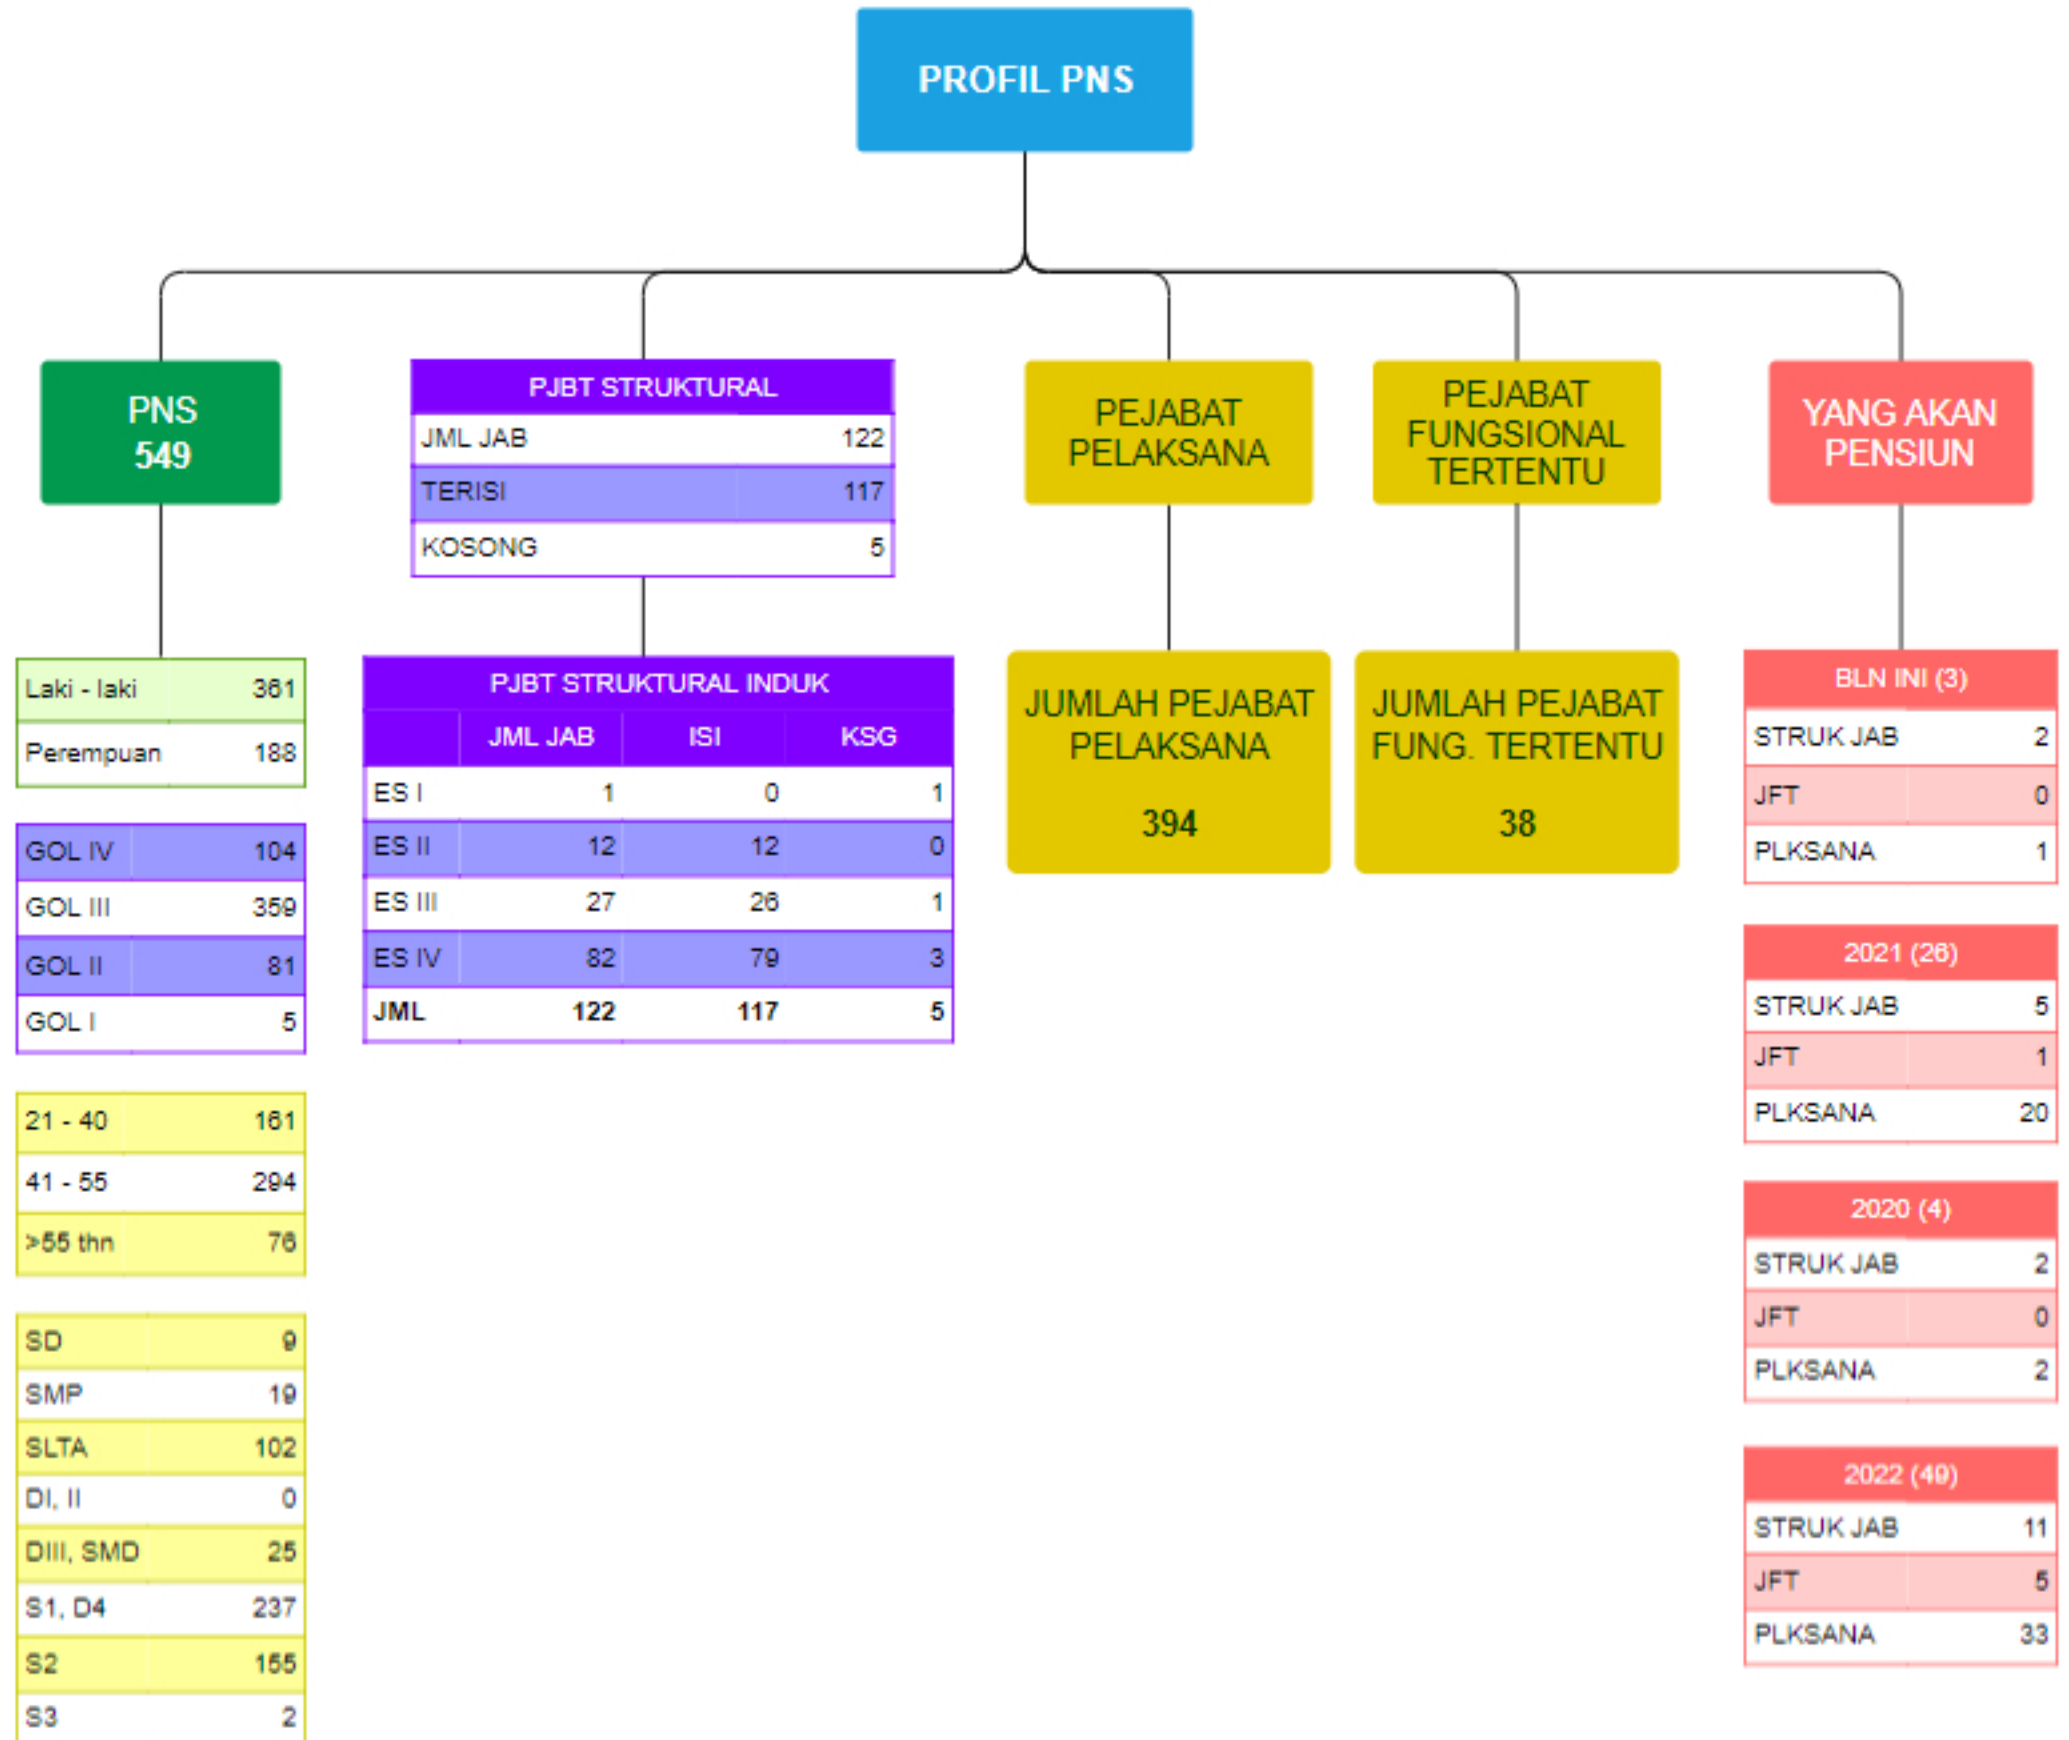 PROFIL PNS
PNS
549
Laki - laki 361
Perempuan 188
GOL IV 104
GOL III 359
GOL II 81
GOL I 5
21 - 40 161
41 - 55 294
>55 thn 76
SD 9
SMP 19
SLTA 102
DI, II 0
DIII, SMD 25
S1, D4 237
S2 155
S3 2
PJBT STRUKTURAL
JML JAB 122
TERISI 117
KOSONG 5
PJBT STRUKTURAL INDUK
JML JAB ISI KSG
ES I 1 0 1
ES II 12 12 0
ES III 27 26 1
ES IV 82 79 3
JML 122 117 5
PEJABAT
PELAKSANA
JUMLAH PEJABAT
PELAKSANA
394
PEJABAT
FUNGSIONAL
TERTENTU
JUMLAH PEJABAT
FUNG. TERTENTU
38
YANG AKAN
PENSIUN
BLN INI (3)
STRUK JAB 2
JFT 0
PLKSANA 1
2021 (26)
STRUK JAB 5
JFT 1
PLKSANA 20
2020 (4)
STRUK JAB 2
JFT 0
PLKSANA 2
2022 (49)
STRUK JAB 11
JFT 5
PLKSANA 33